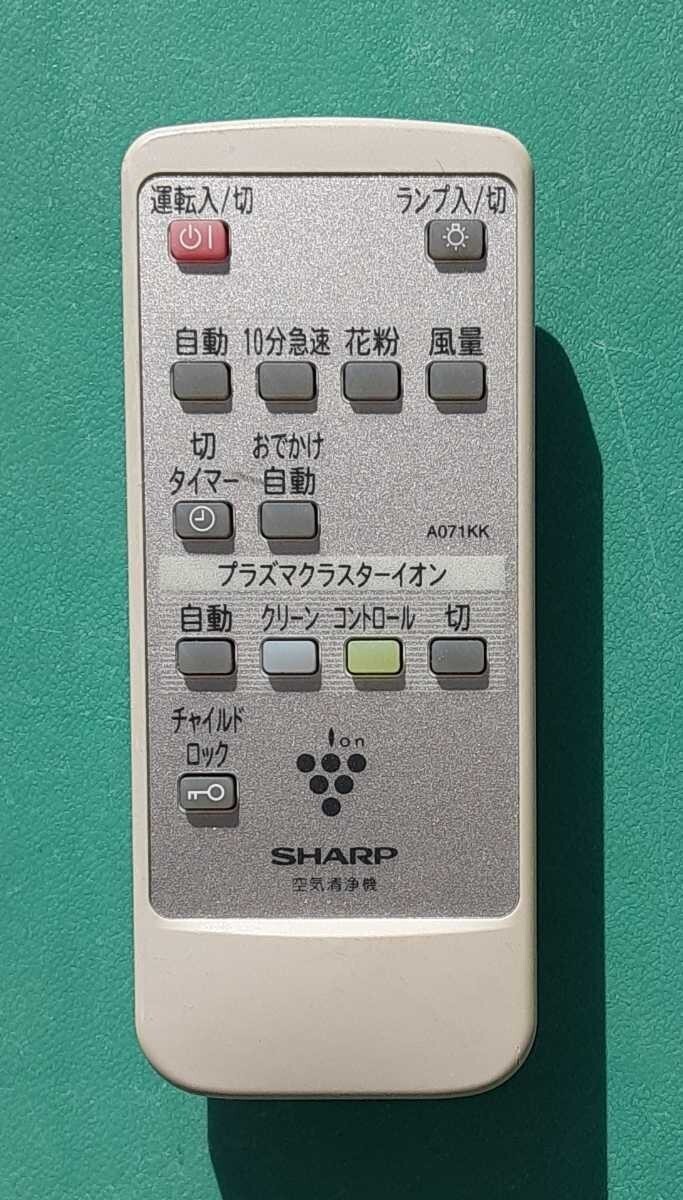 運転入/切 ランプ入/切
自動 10分急速 花粉 風量
切 おでかけ
タイマー 自動
A071KK
プラズマクラスターイオン
自動 クリーン コントロール 切
チャイルド
ロック
Ion
SHARP
空気清浄機